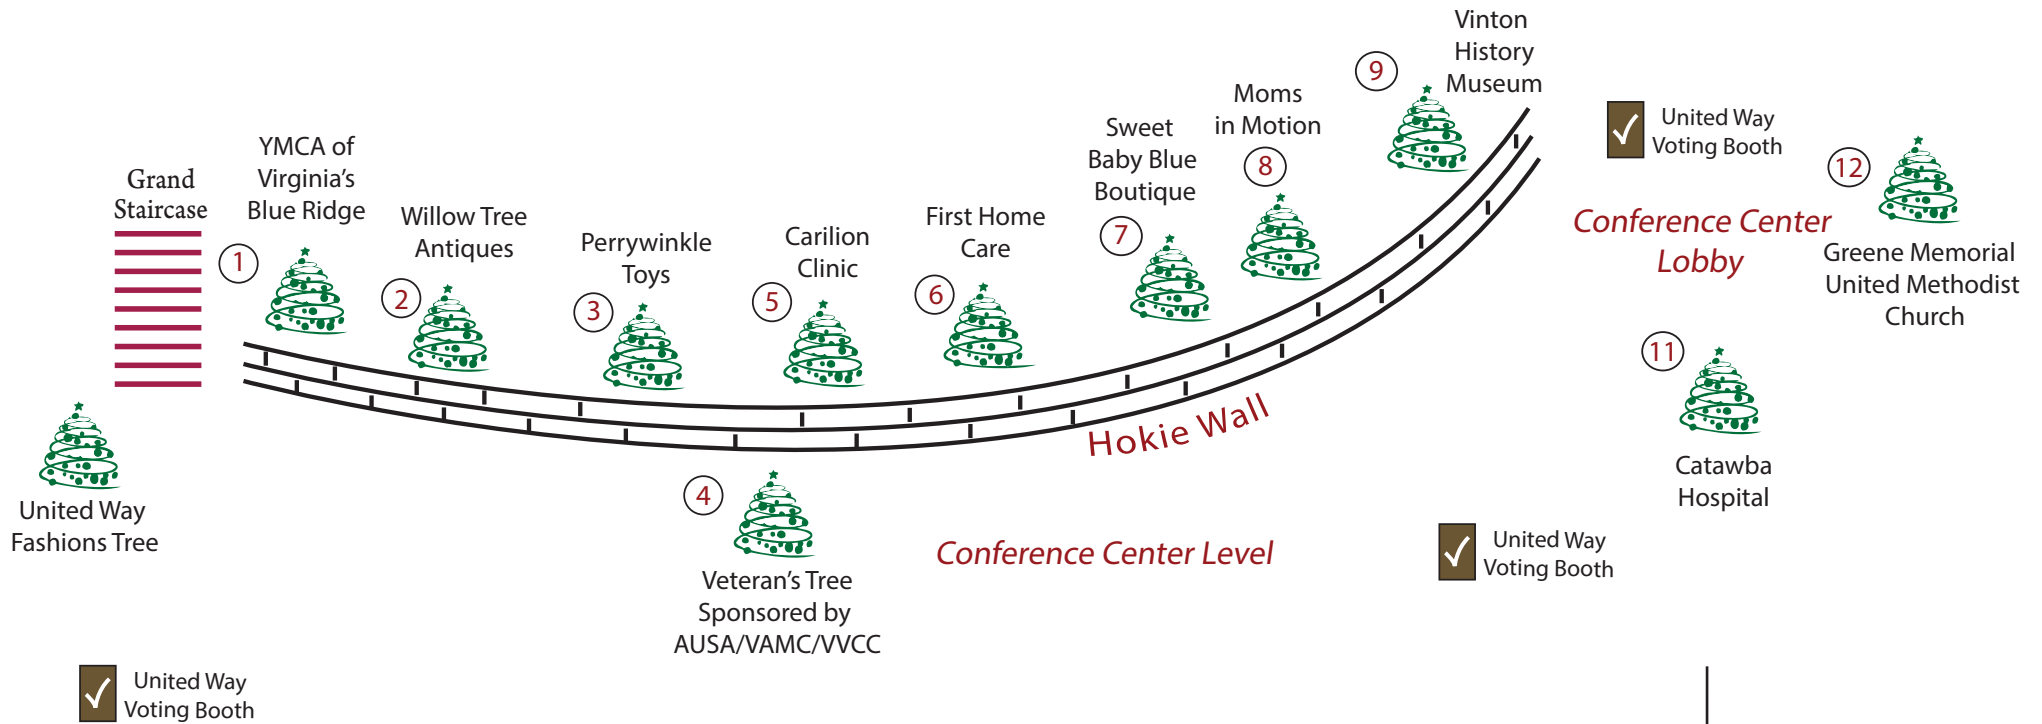 Grand
Staircase
1
YMCA of
Virginia's
Blue Ridge
2
Willow Tree
Antiques
3
Perrywinkle
Toys
5
Carilion
Clinic
6
First Home
Care
7
Sweet
Baby Blue
Boutique
8
Moms
in Motion
9
Vinton
History
Museum
United Way
Voting Booth
12
Greene Memorial
United Methodist
Church
Conference Center
Lobby
11
Catawba
Hospital
Hokie Wall
United Way
Fashions Tree
4
Veteran's Tree
Sponsored by
AUSA/VAMC/VVCC
Conference Center Level
United Way
Voting Booth
United Way
Voting Booth